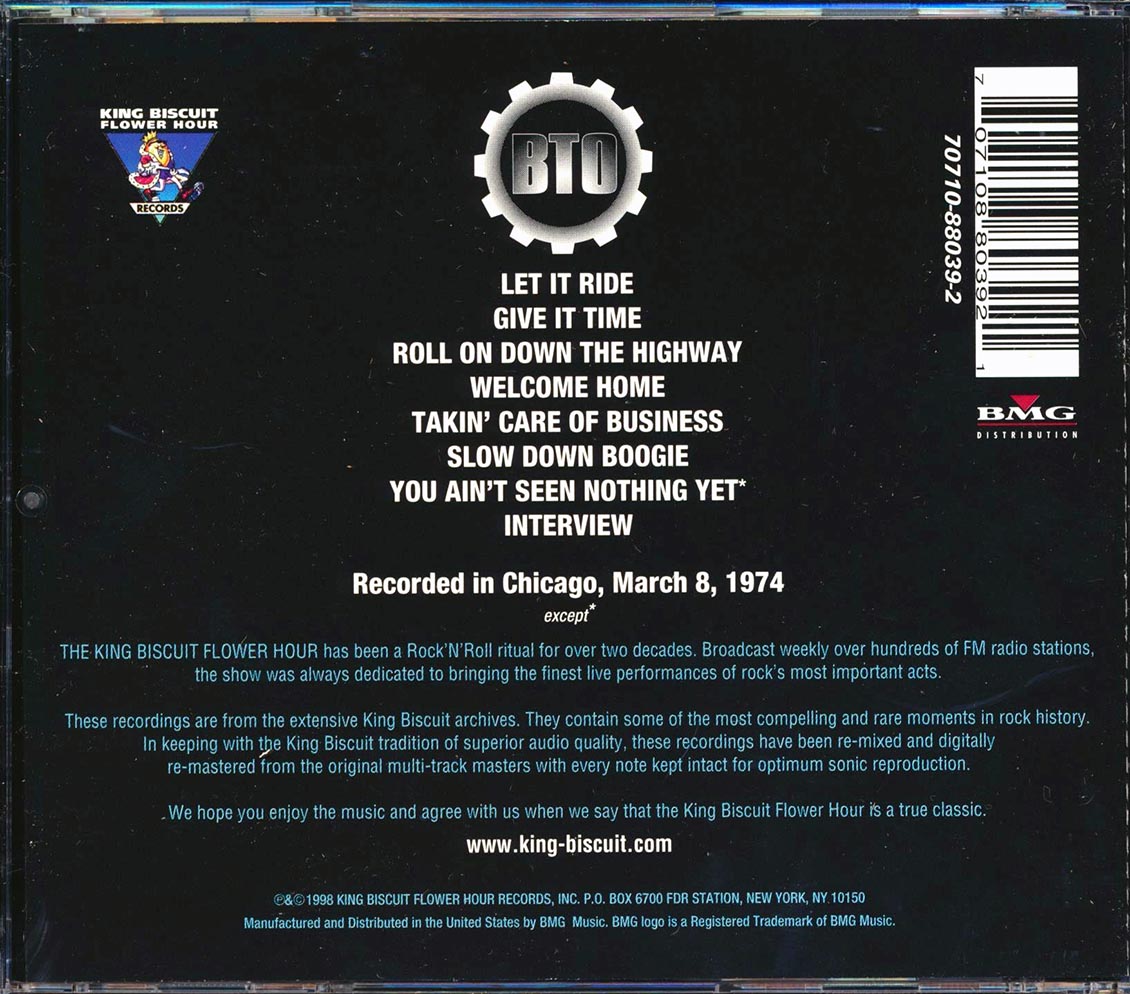 KING BISCUIT
FLOWER HOUR
RECORDS
BTO
7 07108 80392 1
70710-88039-2
BMG
DISTRIBUTION
LET IT RIDE
GIVE IT TIME
ROLL ON DOWN THE HIGHWAY
WELCOME HOME
TAKIN' CARE OF BUSINESS
SLOW DOWN BOOGIE
YOU AIN'T SEEN NOTHING YET*
INTERVIEW
Recorded in Chicago, March 8, 1974
except*
THE KING BISCUIT FLOWER HOUR has been a Rock'N'Roll ritual for over two decades. Broadcast weekly over hundreds of FM radio stations,
the show was always dedicated to bringing the finest live performances of rock's most important acts.
These recordings are from the extensive King Biscuit archives. They contain some of the most compelling and rare moments in rock history.
In keeping with the King Biscuit tradition of superior audio quality, these recordings have been re-mixed and digitally
re-mastered from the original multi-track masters with every note kept intact for optimum sonic reproduction.
We hope you enjoy the music and agree with us when we say that the King Biscuit Flower Hour is a true classic.
www.king-biscuit.com
℗&©1998 KING BISCUIT FLOWER HOUR RECORDS, INC. P.O. BOX 6700 FDR STATION, NEW YORK, NY 10150
Manufactured and Distributed in the United States by BMG Music. BMG logo is a Registered Trademark of BMG Music.